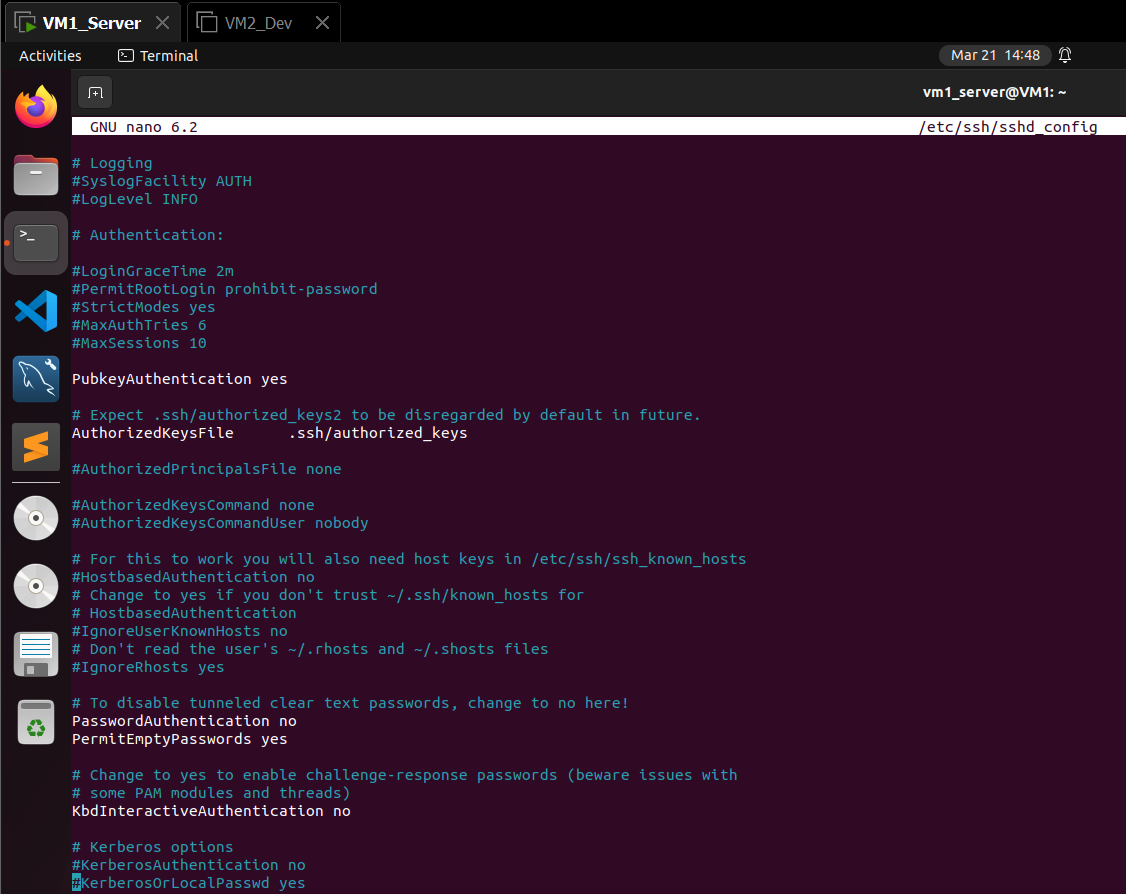 VM1_Server
VM2_Dev
Activities
Terminal
Mar 21 14:48
vm1_server@VM1: ~
GNU nano 6.2 /etc/ssh/sshd_config
# Logging
#SyslogFacility AUTH
#LogLevel INFO
# Authentication:
#LoginGraceTime 2m
#PermitRootLogin prohibit-password
#StrictModes yes
#MaxAuthTries 6
#MaxSessions 10
PubkeyAuthentication yes
# Expect .ssh/authorized_keys2 to be disregarded by default in future.
AuthorizedKeysFile .ssh/authorized_keys
#AuthorizedPrincipalsFile none
#AuthorizedKeysCommand none
#AuthorizedKeysCommandUser nobody
# For this to work you will also need host keys in /etc/ssh/ssh_known_hosts
#HostbasedAuthentication no
# Change to yes if you don't trust ~/.ssh/known_hosts for
# HostbasedAuthentication
#IgnoreUserKnownHosts no
# Don't read the user's ~/.rhosts and ~/.shosts files
#IgnoreRhosts yes
# To disable tunneled clear text passwords, change to no here!
PasswordAuthentication no
PermitEmptyPasswords yes
# Change to yes to enable challenge-response passwords (beware issues with
# some PAM modules and threads)
KbdInteractiveAuthentication no
# Kerberos options
#KerberosAuthentication no
#KerberosOrLocalPasswd yes